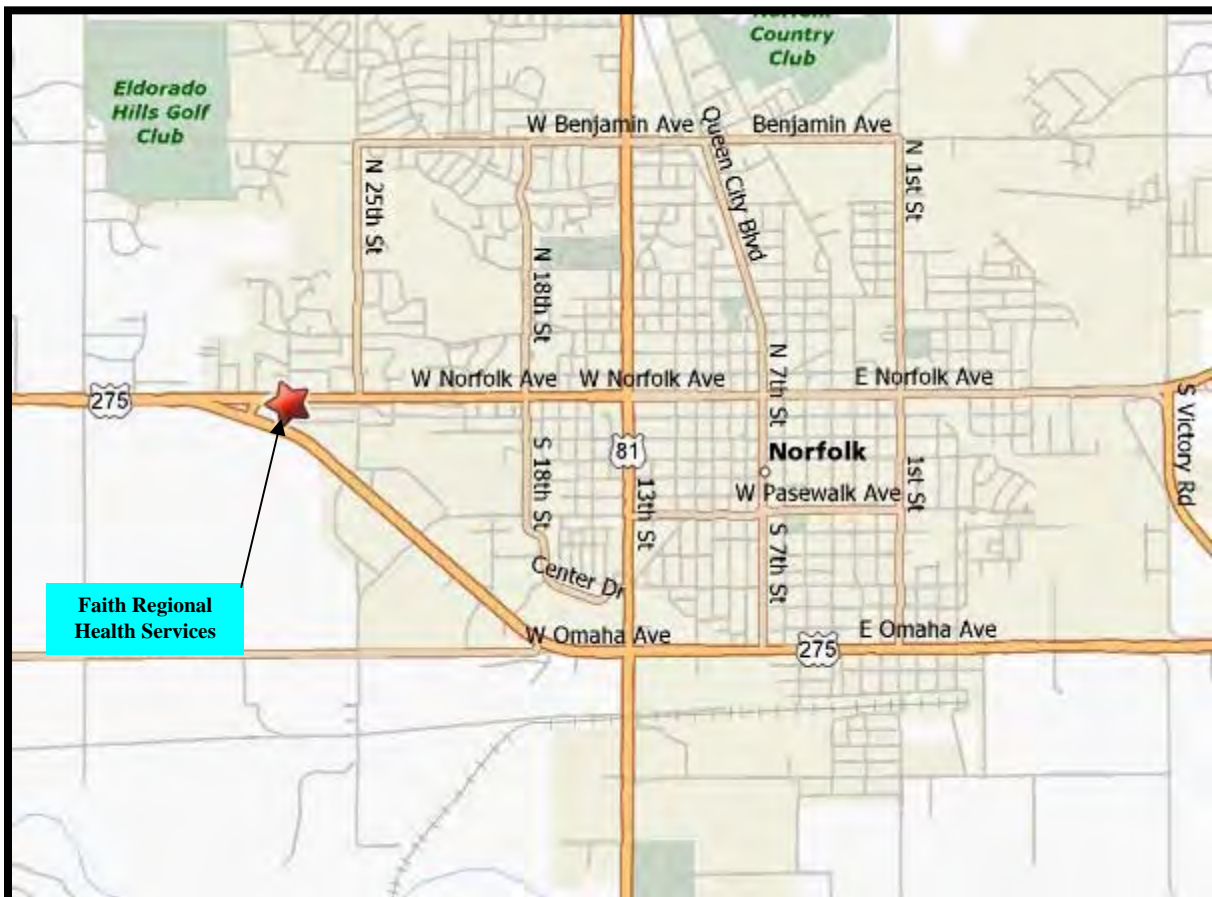 Norfolk
Country
Club
Eldorado
Hills Golf
Club
W Benjamin Ave
Benjamin Ave
Queen City Blvd
N 1st St
N 25th St
N 18th St
N 7th St
W Norfolk Ave
W Norfolk Ave
E Norfolk Ave
275
S Victory Rd
S 18th St
81
Norfolk
1st St
13th St
W Pasewalk Ave
S 7th St
Center Dr
Faith Regional
Health Services
W Omaha Ave
E Omaha Ave
275